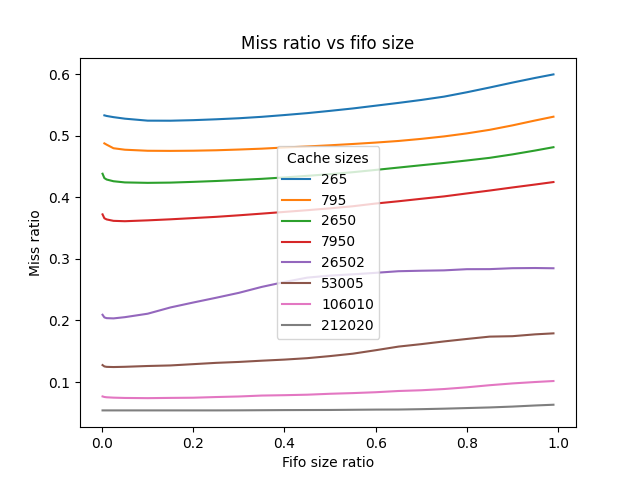 Miss ratio vs fifo size
0.6
0.5
0.4
0.3
0.2
0.1
Miss ratio
Cache sizes
265
795
2650
7950
26502
53005
106010
212020
0.0 0.2 0.4 0.6 0.8 1.0
Fifo size ratio